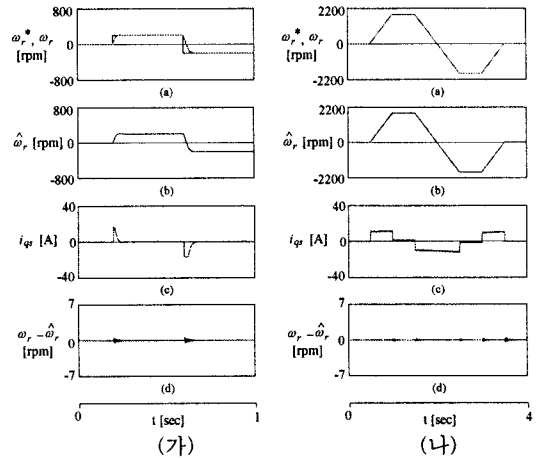 800
ω_r*, ω_r
0
[rpm]
-800
(a)
800
ω̂_r [rpm]
0
-800
(b)
40
i_qs [A]
0
-40
(c)
7
ω_r - ω̂_r
0
[rpm]
-7
(d)
0
1
t [sec]
(가)
2200
ω_r*, ω_r
0
[rpm]
-2200
(a)
2200
ω̂_r [rpm]
0
-2200
(b)
40
i_qs [A]
0
-40
(c)
7
ω_r - ω̂_r
0
[rpm]
-7
(d)
0
4
t [sec]
(나)